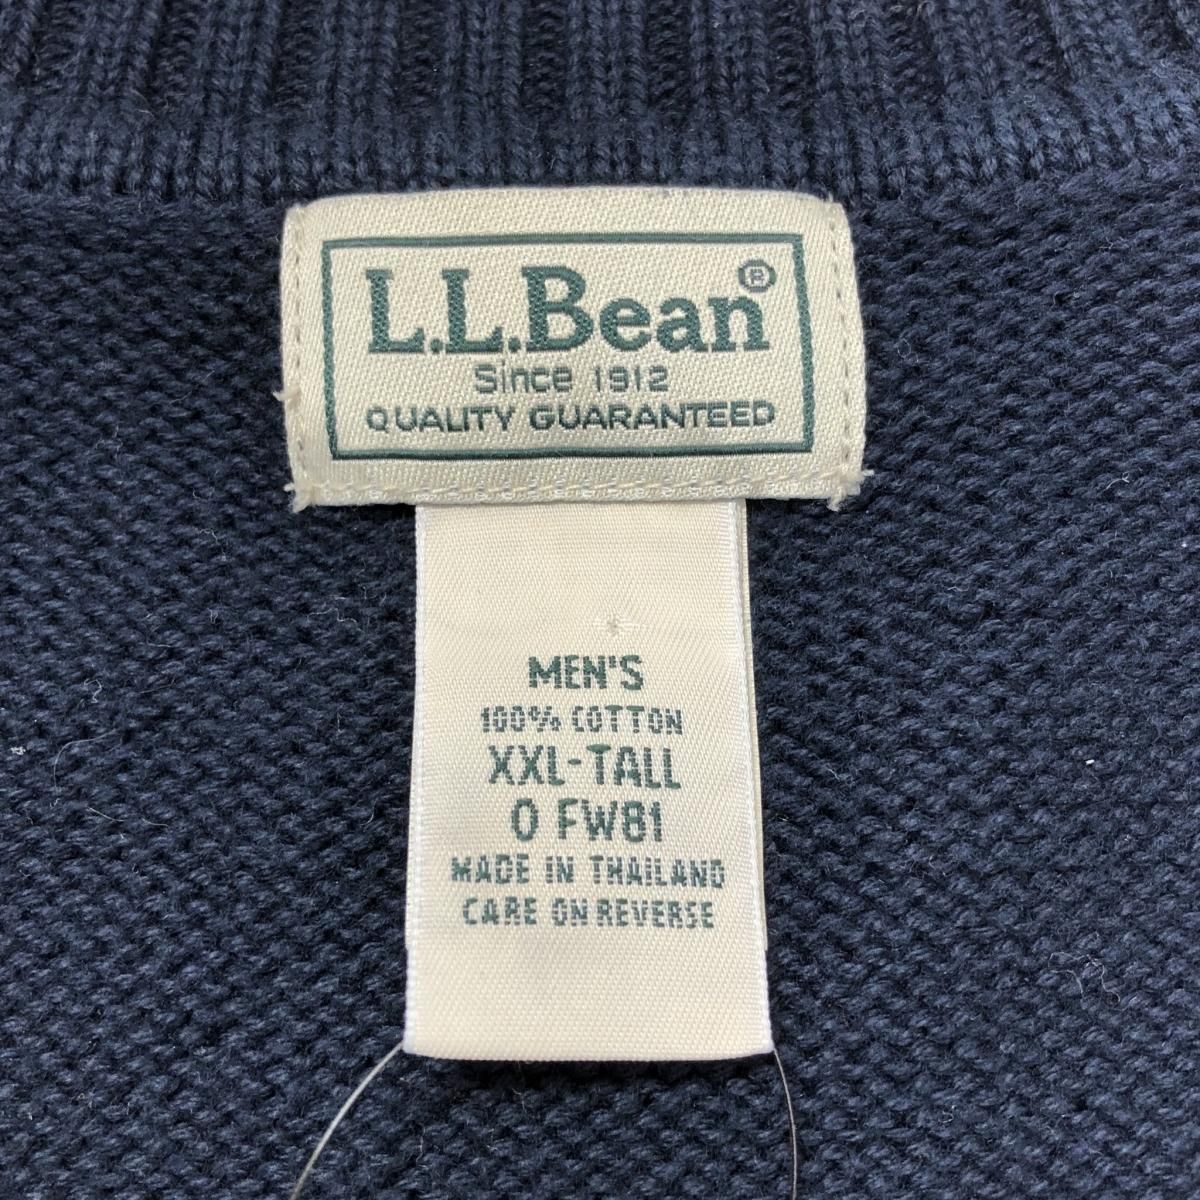 L.L.Bean®
Since 1912
QUALITY GUARANTEED
MEN'S
100% COTTON
XXL-TALL
0 FW81
MADE IN THAILAND
CARE ON REVERSE